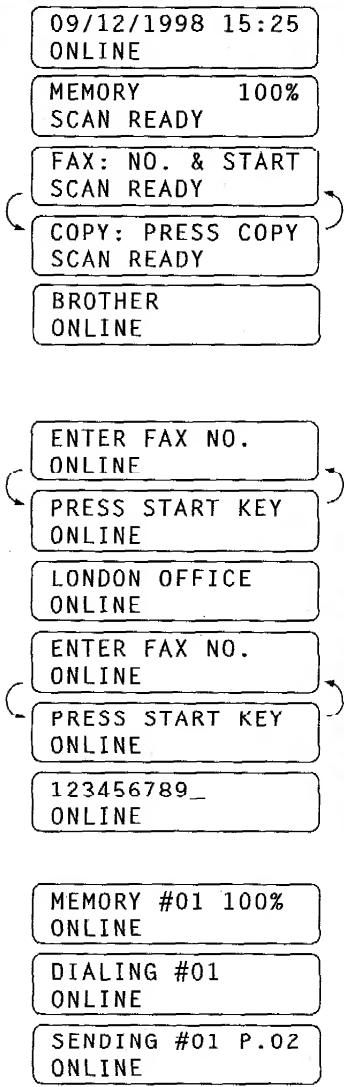 09/12/1998 15:25
ONLINE
MEMORY 100%
SCAN READY
FAX: NO. & START
SCAN READY
COPY: PRESS COPY
SCAN READY
BROTHER
ONLINE
ENTER FAX NO.
ONLINE
PRESS START KEY
ONLINE
LONDON OFFICE
ONLINE
ENTER FAX NO.
ONLINE
PRESS START KEY
ONLINE
123456789_
ONLINE
MEMORY #01 100%
ONLINE
DIALING #01
ONLINE
SENDING #01 P.02
ONLINE